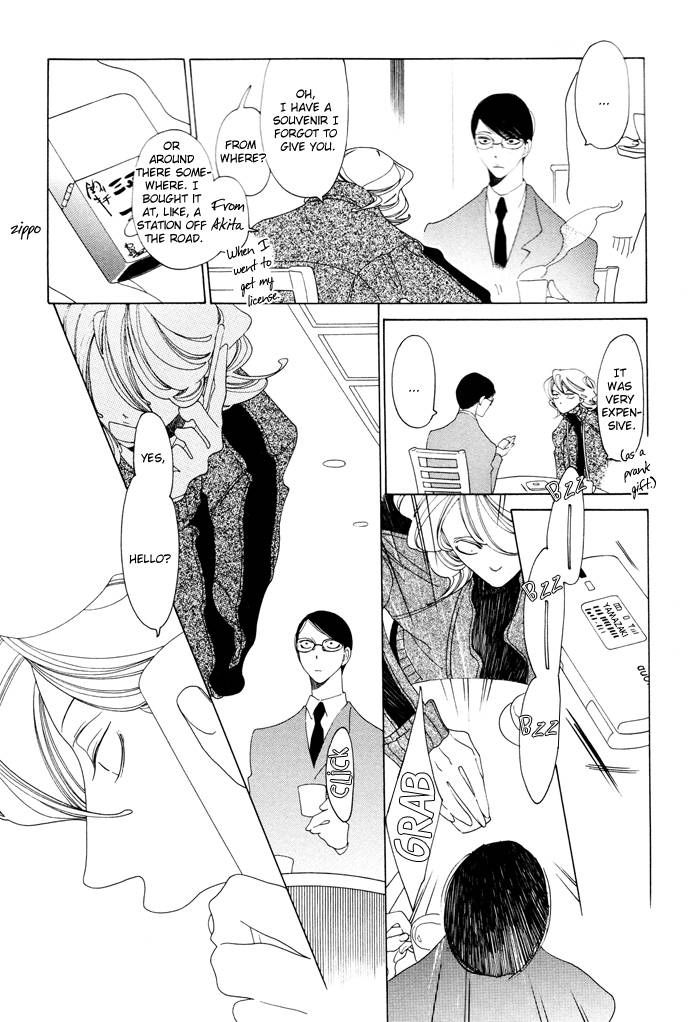 ...
OH,
I HAVE A
SOUVENIR I
FORGOT TO
GIVE YOU.
FROM
WHERE?
From
Akita.
When I
went to
get my
license.
OR
AROUND
THERE SOME-
WHERE. I
BOUGHT IT
AT, LIKE, A
STATION OFF
THE ROAD.
zippo
IT
WAS VERY
EXPEN-
SIVE.
(as a
prank
gift.)
...
BZZ
BZZ
BZZ
YAMAZAKI
GRAB
CLICK
YES,
HELLO?